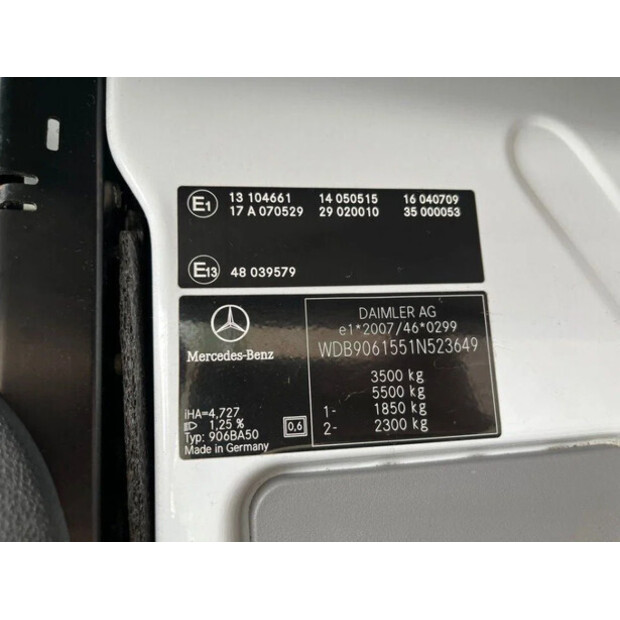 E1 13 104661 14 050515 16 040709
17 A 070529 29 020010 35 000053
E13 48 039579
DAIMLER AG
e1*2007/46*0299
WDB9061551N523649
Mercedes-Benz
3500 kg
5500 kg
1- 1850 kg
2- 2300 kg
iHA=4,727
1,25 %
Typ: 906BA50
0,6
Made in Germany